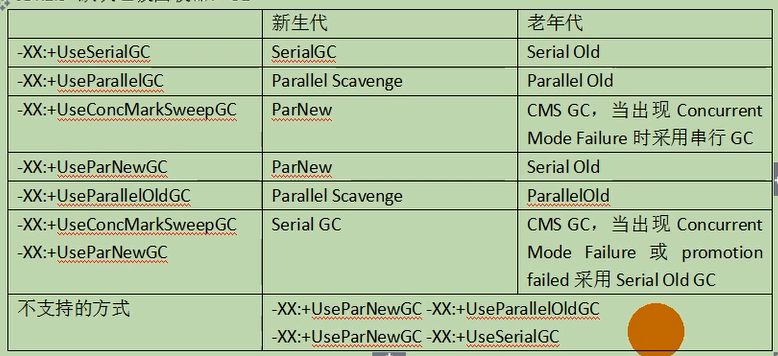 新生代 老年代
-XX:+UseSerialGC SerialGC Serial Old
-XX:+UseParallelGC Parallel Scavenge Parallel Old
-XX:+UseConcMarkSweepGC ParNew CMS GC，当出现 Concurrent
Mode Failure 时采用串行 GC
-XX:+UseParNewGC ParNew Serial Old
-XX:+UseParallelOldGC Parallel Scavenge ParallelOld
-XX:+UseConcMarkSweepGC Serial GC CMS GC，当出现 Concurrent
-XX:+UseParNewGC Mode Failure 或 promotion
failed 采用 Serial Old GC
不支持的方式 -XX:+UseParNewGC -XX:+UseParallelOldGC
-XX:+UseParNewGC -XX:+UseSerialGC